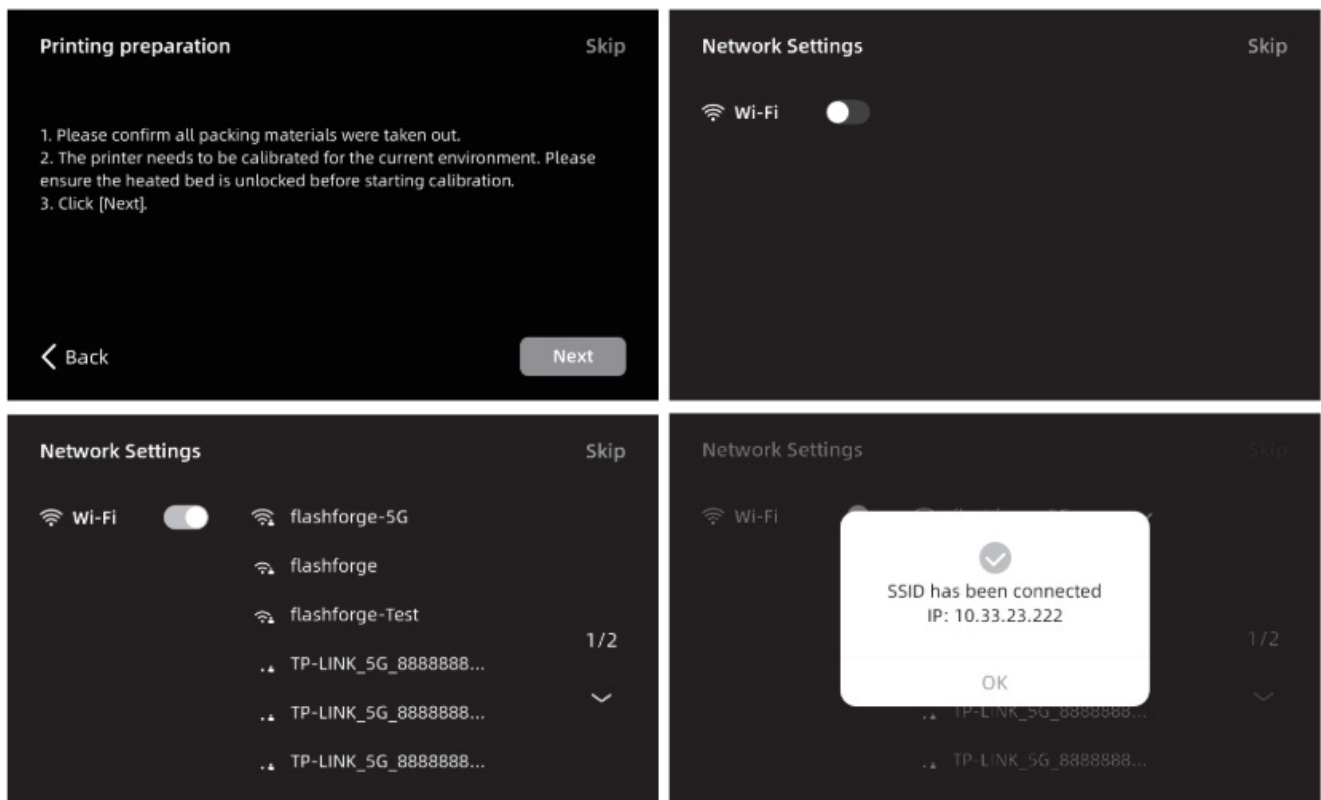 Printing preparation
Skip
1. Please confirm all packing materials were taken out.
2. The printer needs to be calibrated for the current environment. Please
ensure the heated bed is unlocked before starting calibration.
3. Click [Next].
Back
Next
Network Settings
Skip
Wi-Fi
Network Settings
Skip
Wi-Fi
flashforge-5G
flashforge
flashforge-Test
TP-LINK_5G_8888888...
TP-LINK_5G_8888888...
TP-LINK_5G_8888888...
1/2
Network Settings
Skip
Wi-Fi
SSID has been connected
IP: 10.33.23.222
OK
1/2
TP-LINK_5G_8888888...
TP-LINK_5G_8888888...